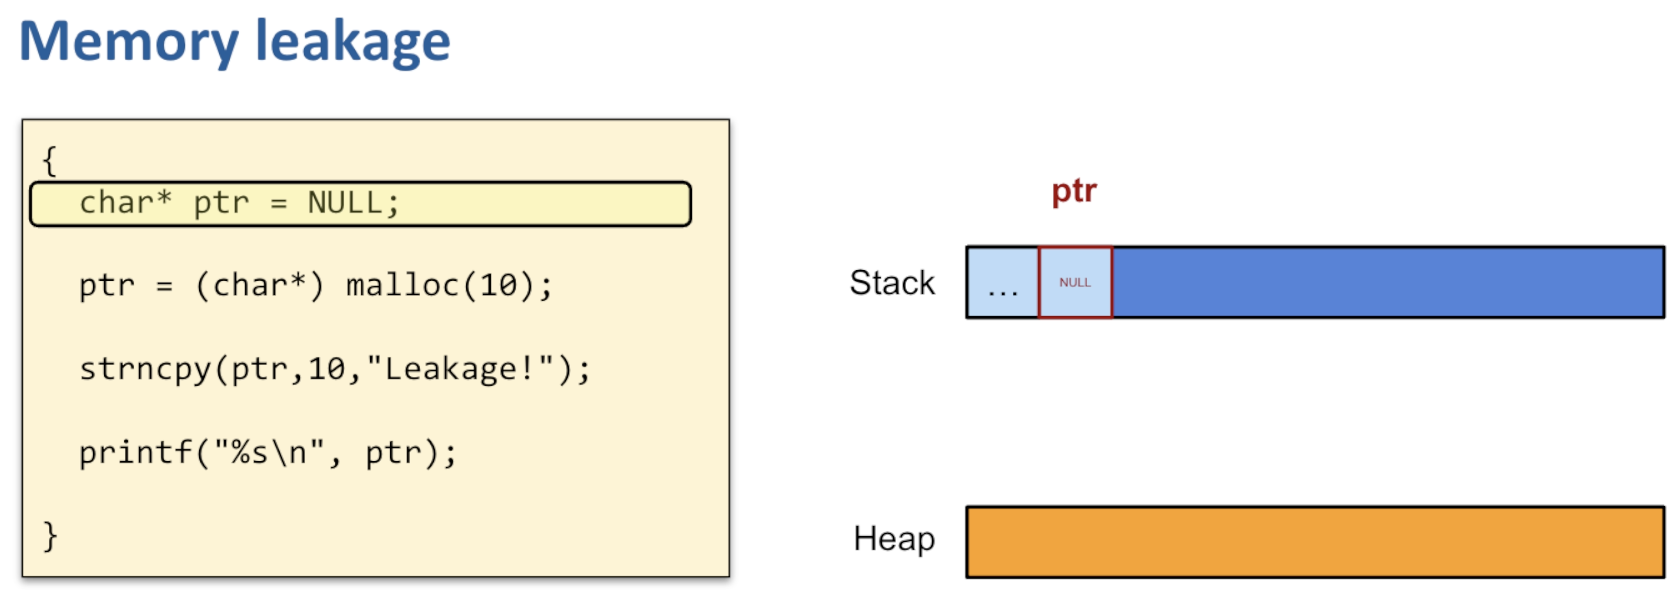 Memory leakage
{
char* ptr = NULL;
ptr = (char*) malloc(10);
strncpy(ptr,10,"Leakage!");
printf("%s\n", ptr);
}
ptr
Stack
...
NULL
Heap